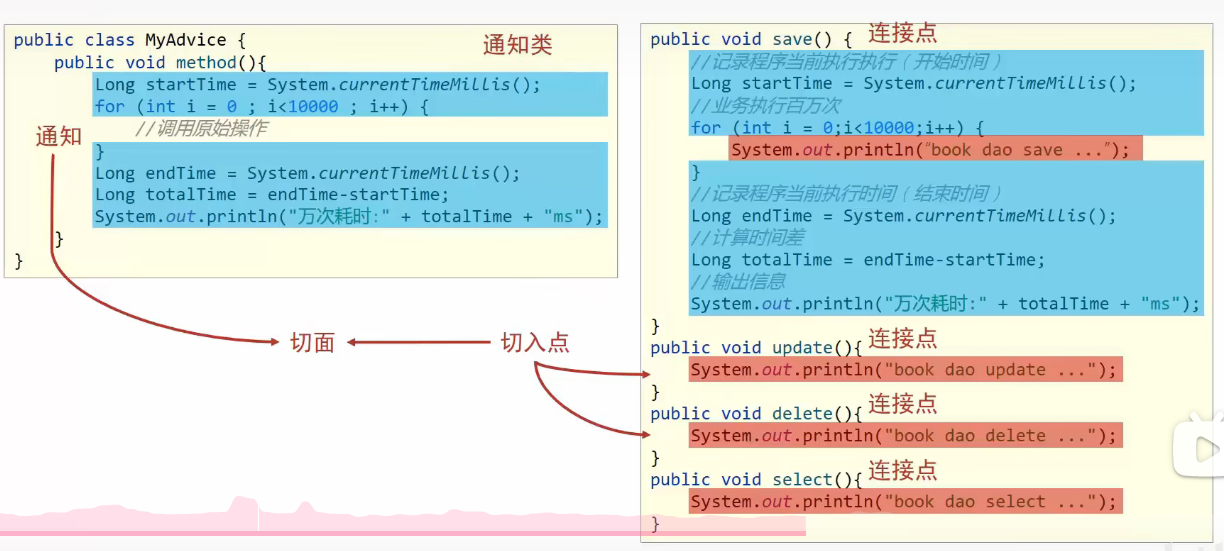 public class MyAdvice {
通知类
public void method(){
Long startTime = System.currentTimeMillis();
for (int i = 0 ; i<10000 ; i++) {
//调用原始操作
通知
}
Long endTime = System.currentTimeMillis();
Long totalTime = endTime-startTime;
System.out.println("万次耗时:" + totalTime + "ms");
}
}
切面
切入点
public void save() {
连接点
//记录程序当前执行执行（开始时间）
Long startTime = System.currentTimeMillis();
//业务执行百万次
for (int i = 0;i<10000;i++) {
System.out.println("book dao save ...");
}
//记录程序当前执行时间（结束时间）
Long endTime = System.currentTimeMillis();
//计算时间差
Long totalTime = endTime-startTime;
//输出信息
System.out.println("万次耗时:" + totalTime + "ms");
}
public void update(){
连接点
System.out.println("book dao update ...");
}
public void delete(){
连接点
System.out.println("book dao delete ...");
}
public void select(){
连接点
System.out.println("book dao select ...");
}